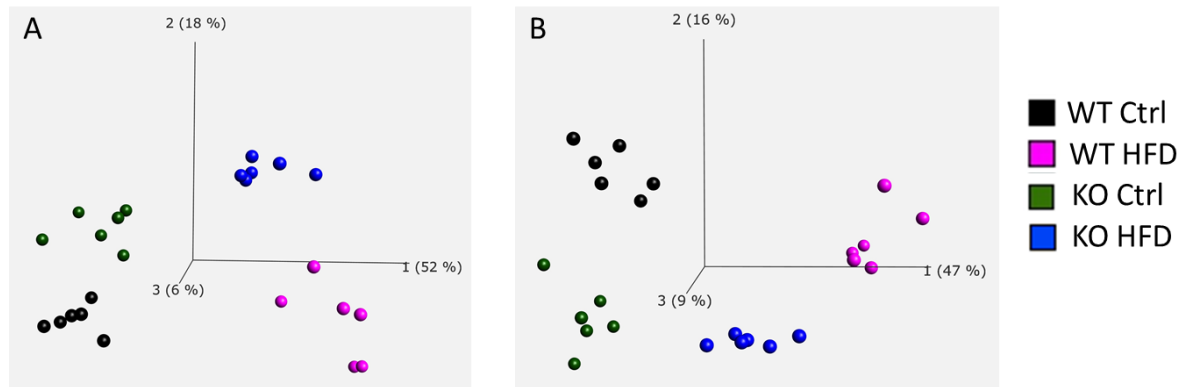 A
2 (18 %)
1 (52 %)
3 (6 %)
B
2 (16 %)
1 (47 %)
3 (9 %)
WT Ctrl
WT HFD
KO Ctrl
KO HFD